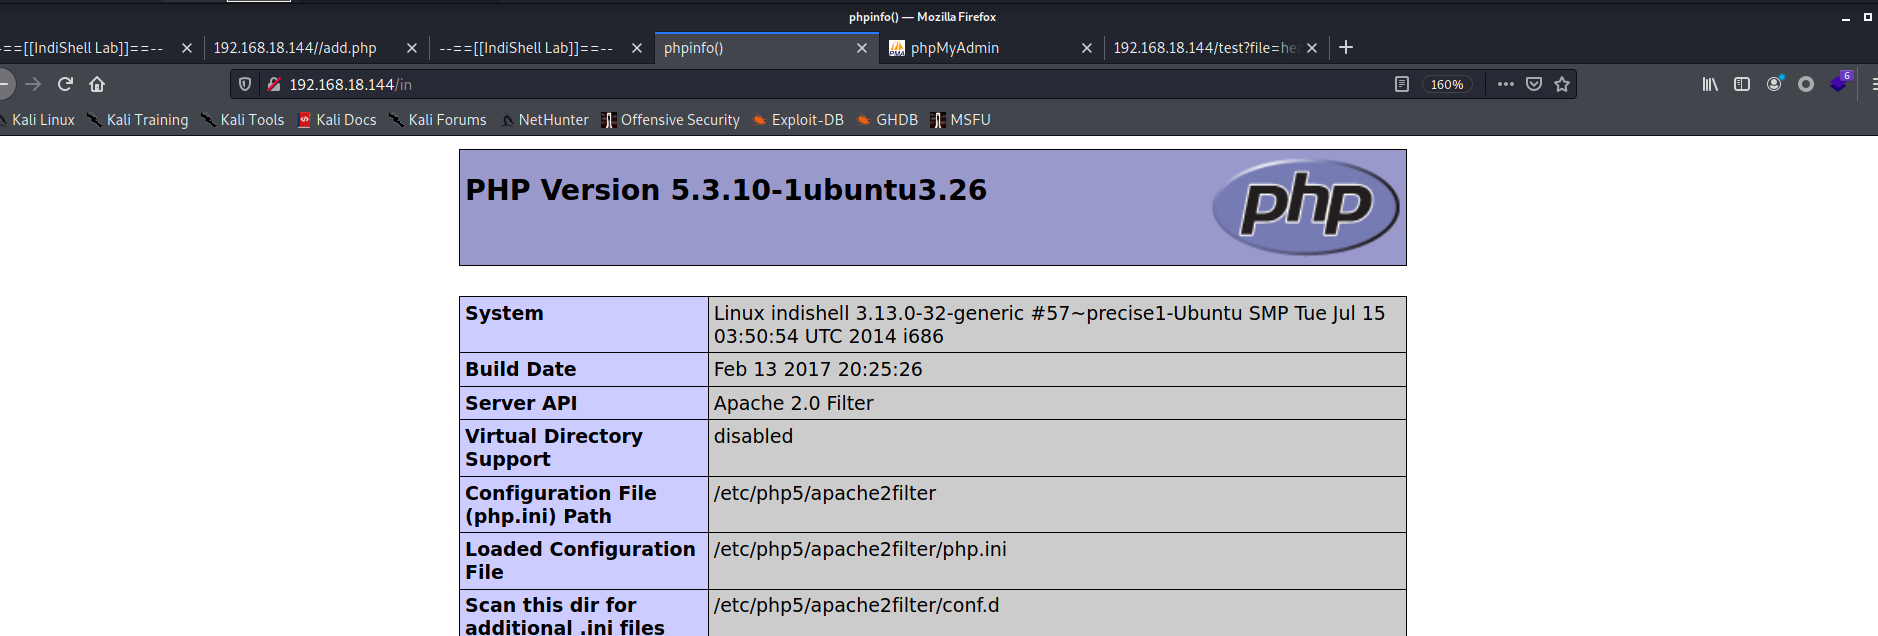 phpinfo() — Mozilla Firefox
--==[[IndiShell Lab]]==-- 192.168.18.144//add.php --==[[IndiShell Lab]]==-- phpinfo() phpMyAdmin 192.168.18.144/test?file=he
192.168.18.144/in 160% 6
Kali Linux Kali Training Kali Tools Kali Docs Kali Forums NetHunter Offensive Security Exploit-DB GHDB MSFU
PHP Version 5.3.10-1ubuntu3.26
php
System Linux indishell 3.13.0-32-generic #57~precise1-Ubuntu SMP Tue Jul 15
03:50:54 UTC 2014 i686
Build Date Feb 13 2017 20:25:26
Server API Apache 2.0 Filter
Virtual Directory disabled
Support
Configuration File /etc/php5/apache2filter
(php.ini) Path
Loaded Configuration /etc/php5/apache2filter/php.ini
File
Scan this dir for /etc/php5/apache2filter/conf.d
additional .ini files